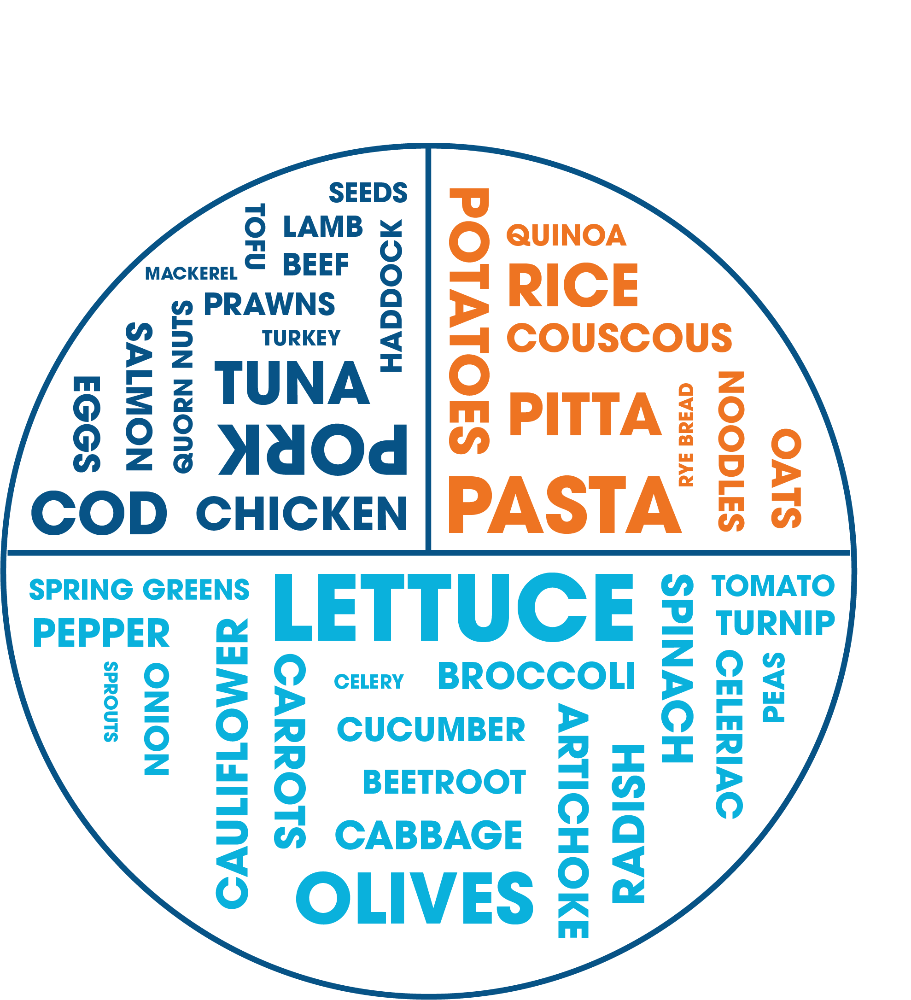 SEEDS
TOFU
LAMB
HADDOCK
BEEF
MACKEREL
PRAWNS
QUORN NUTS
SALMON
TURKEY
TUNA
EGGS
PORK
COD
CHICKEN
POTATOES
QUINOA
RICE
COUSCOUS
PITTA
RYE BREAD
NOODLES
OATS
PASTA
SPRING GREENS
LETTUCE
SPINACH
TOMATO
PEPPER
CAULIFLOWER
TURNIP
SPROUTS
ONION
CARROTS
CELERY
BROCCOLI
CELERIAC
PEAS
CUCUMBER
ARTICHOKE
RADISH
BEETROOT
CABBAGE
OLIVES